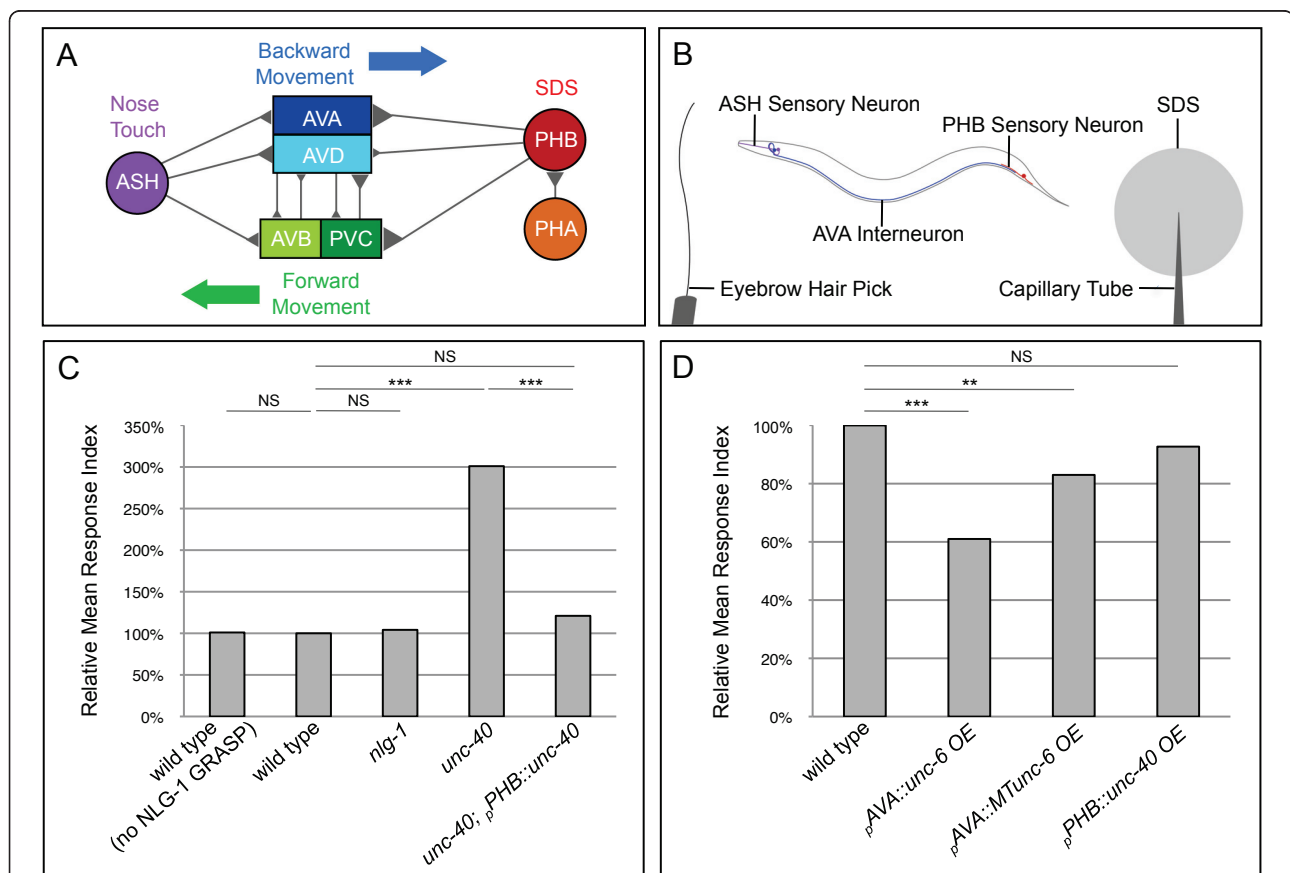 A
Backward
Movement
Nose
Touch
SDS
AVA
AVD
ASH
PHB
AVB
PVC
PHA
Forward
Movement
B
ASH Sensory Neuron
PHB Sensory Neuron
SDS
AVA Interneuron
Eyebrow Hair Pick
Capillary Tube
C
NS
*** ***
NS NS
Relative Mean Response Index
350%
300%
250%
200%
150%
100%
50%
0%
wild type
(no NLG-1 GRASP)
wild type
nlg-1
unc-40
unc-40; pPHB::unc-40
D
NS
**
***
Relative Mean Response Index
100%
80%
60%
40%
20%
0%
wild type
pAVA::unc-6 OE
pAVA::MTunc-6 OE
pPHB::unc-40 OE